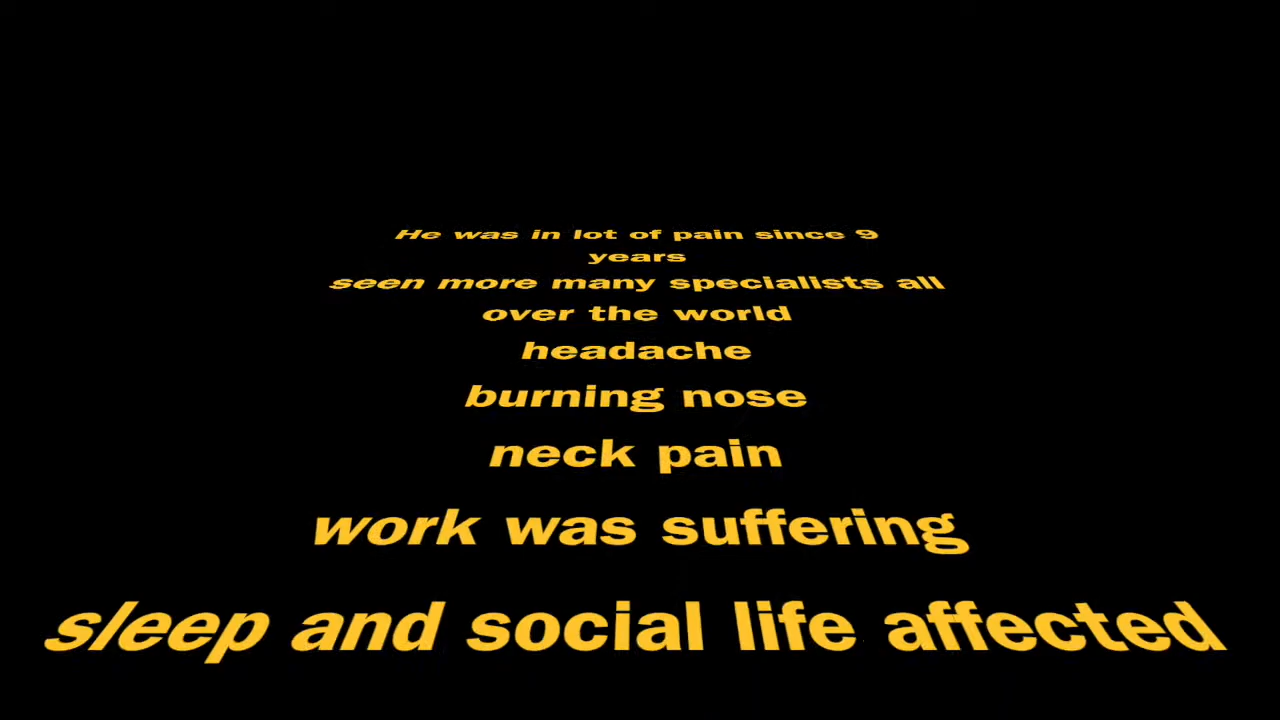 He was in lot of pain since 9
years
seen more many specialists all
over the world
headache
burning nose
neck pain
work was suffering
sleep and social life affected